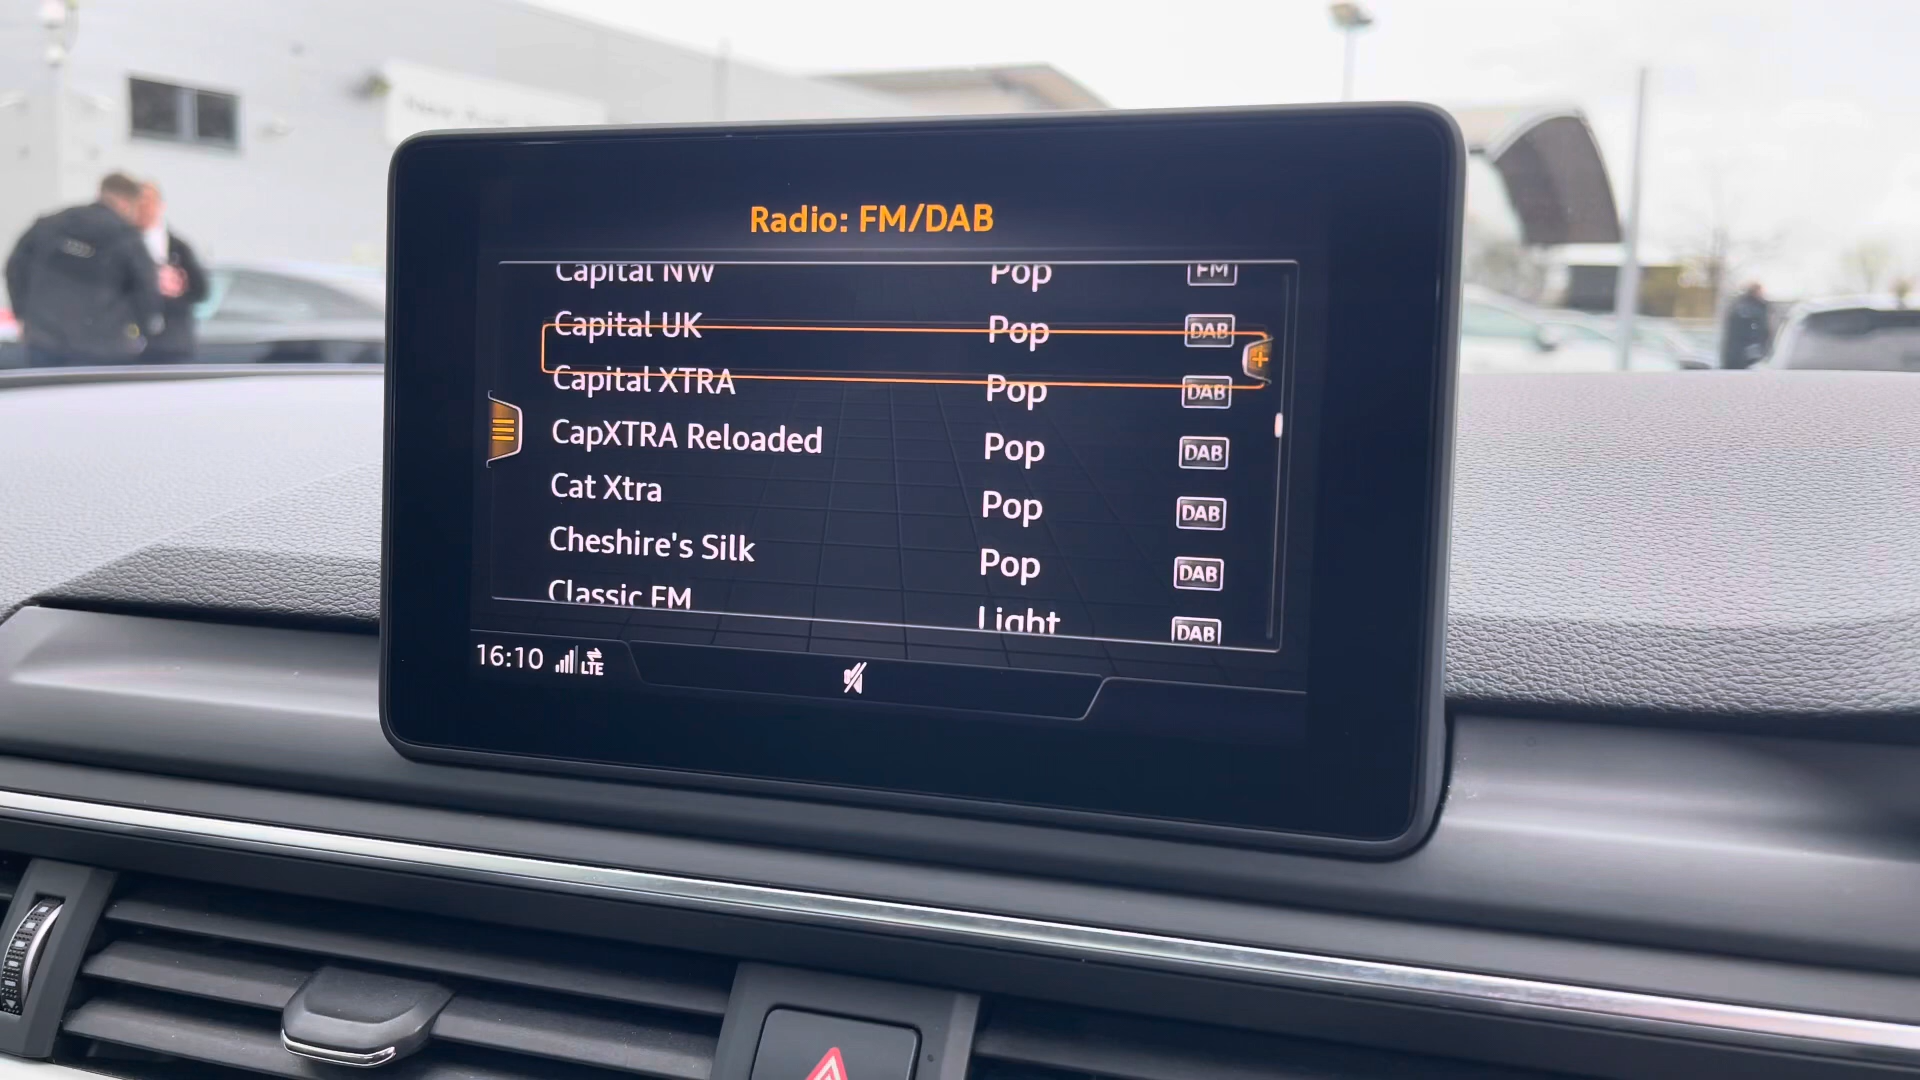 Radio: FM/DAB
Capital NW Pop FM
Capital UK Pop DAB
Capital XTRA Pop DAB
CapXTRA Reloaded Pop DAB
Cat Xtra Pop DAB
Cheshire's Silk Pop DAB
Classic FM Light DAB
16:10 LTE